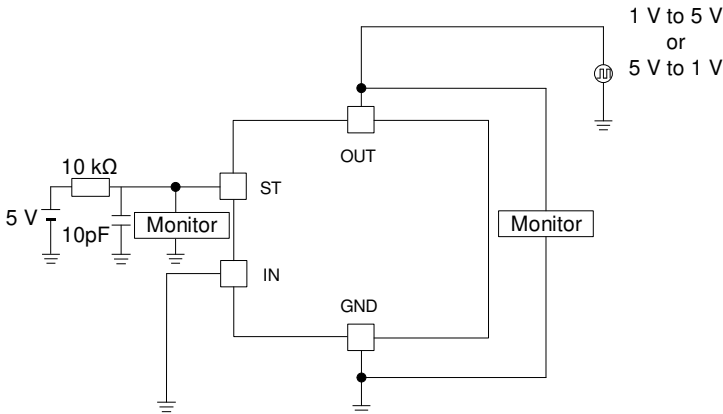 1 V to 5 V
or
5 V to 1 V
OUT
10 kΩ
ST
5 V
10pF
Monitor
Monitor
IN
GND